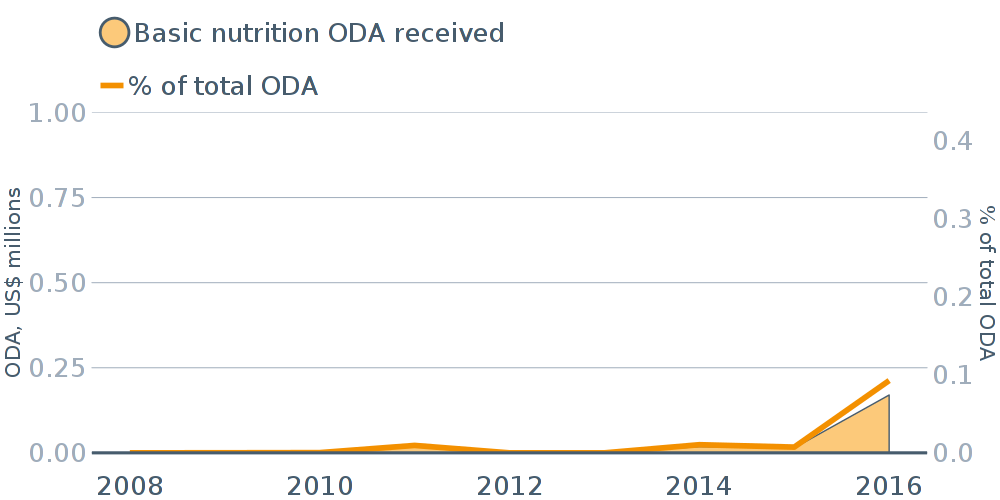 Basic nutrition ODA received
% of total ODA
1.00
0.75
0.50
0.25
0.00
ODA, US$ millions
0.4
0.3
0.2
0.1
0.0
% of total ODA
2008 2010 2012 2014 2016